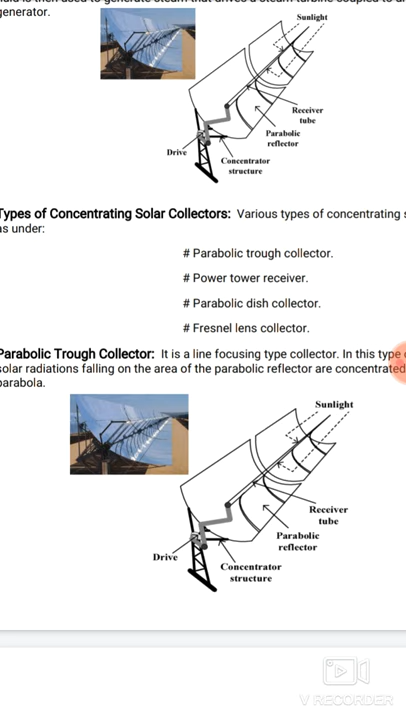 generator.
Sunlight
Receiver
tube
Parabolic
reflector
Drive
Concentrator
structure
Types of Concentrating Solar Collectors: Various types of concentrating
as under:
# Parabolic trough collector.
# Power tower receiver.
# Parabolic dish collector.
# Fresnel lens collector.
Parabolic Trough Collector: It is a line focusing type collector. In this type
solar radiations falling on the area of the parabolic reflector are concentrated
parabola.
Sunlight
Receiver
tube
Parabolic
reflector
Drive
Concentrator
structure
V RECORDER